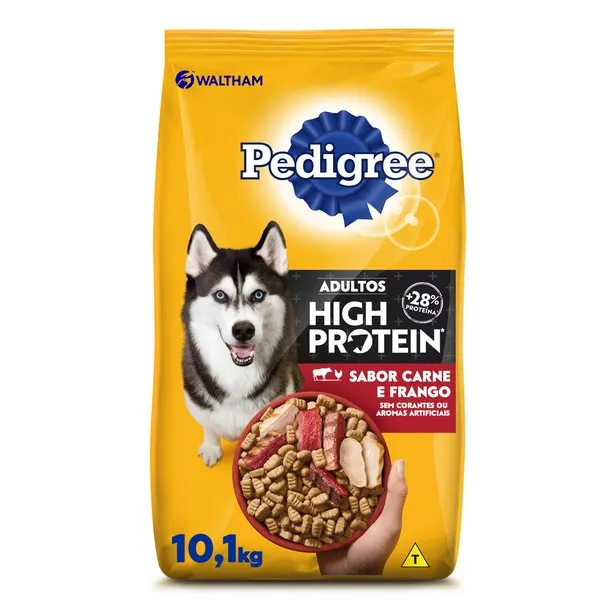 WALTHAM
Pedigree®
ADULTOS
HIGH
PROTEIN*
+28%
PROTEÍNA*
SABOR CARNE
E FRANGO
SEM CORANTES OU
AROMAS ARTIFICIAIS
10,1kg
T